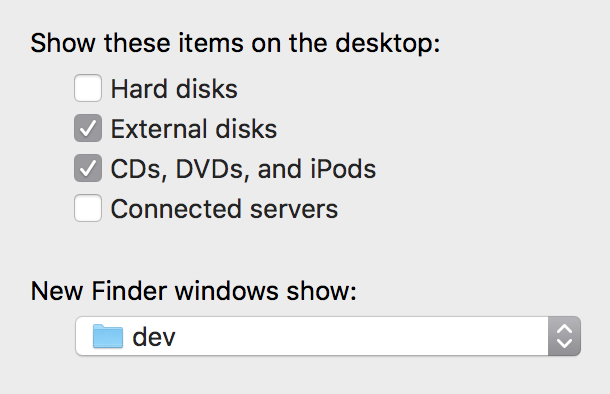 Show these items on the desktop:
Hard disks
External disks
CDs, DVDs, and iPods
Connected servers
New Finder windows show:
dev